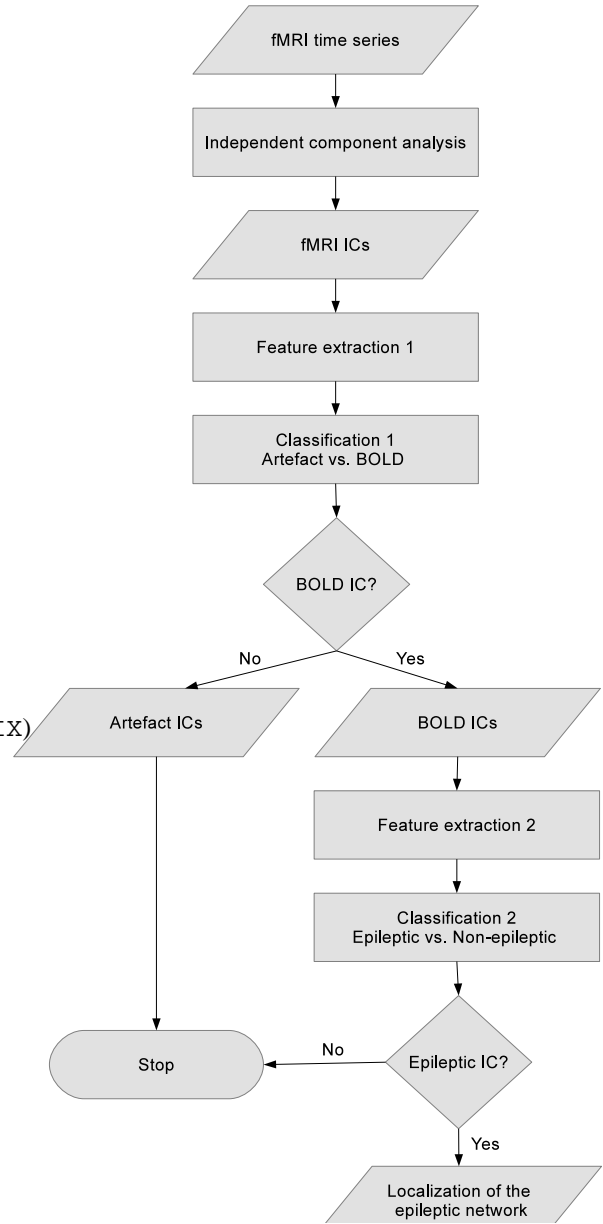 fMRI time series
Independent component analysis
fMRI ICs
Feature extraction 1
Classification 1
Artefact vs. BOLD
BOLD IC?
No
Yes
X)
Artefact ICs
BOLD ICs
Feature extraction 2
Classification 2
Epileptic vs. Non-epileptic
Stop
No
Epileptic IC?
Yes
Localization of the
epileptic network